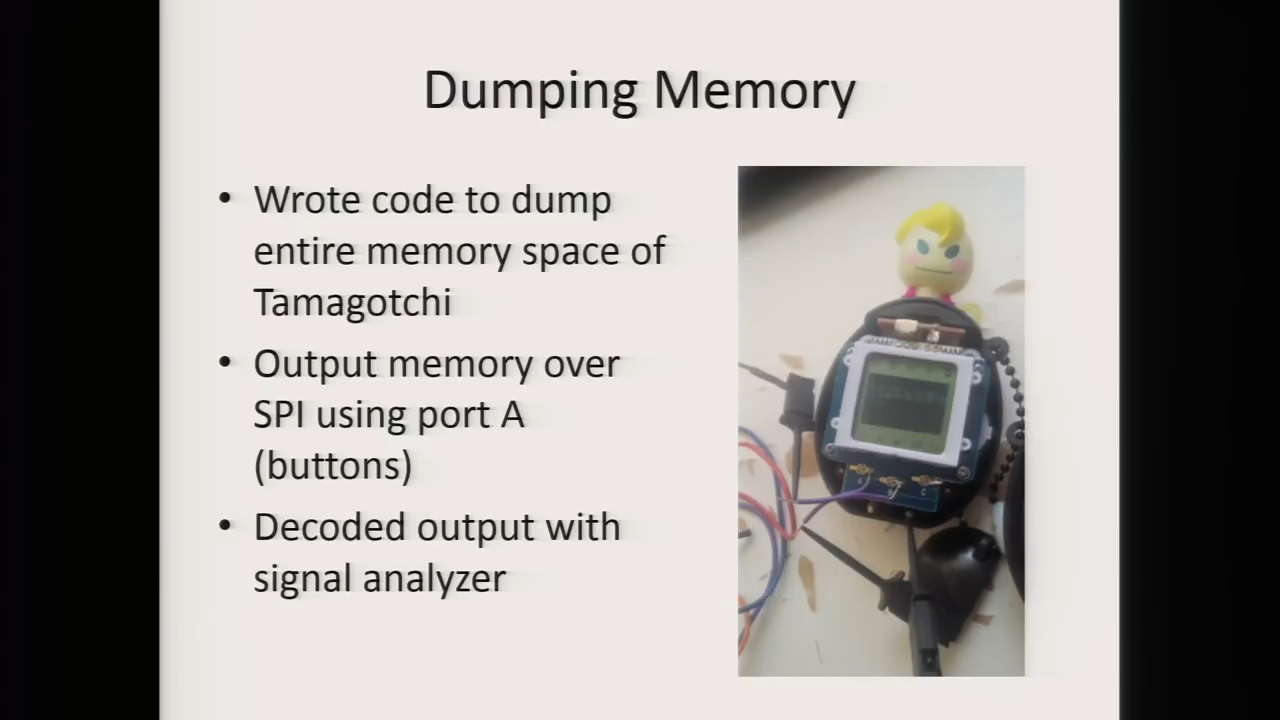 Dumping Memory
• Wrote code to dump
entire memory space of
Tamagotchi
• Output memory over
SPI using port A
(buttons)
• Decoded output with
signal analyzer